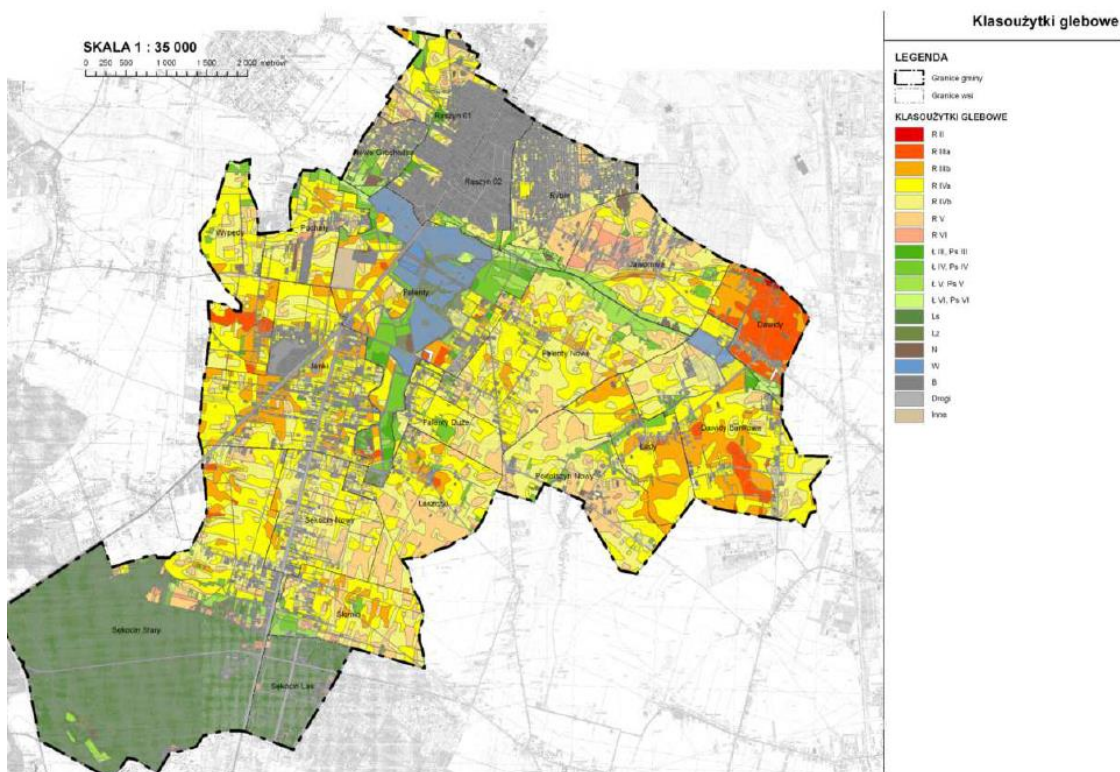 Klasoużytki glebowe
SKALA 1 : 35 000
0 250 500 1 000 1 500 2 000 metrów
LEGENDA
Granice gminy
Granice wsi
KLASOUŻYTKI GLEBOWE
R II
R IIIa
R IIIb
R IVa
R IVb
R V
R VI
Ł III, Ps III
Ł IV, Ps IV
Ł V, Ps V
Ł VI, Ps VI
Ls
Lz
N
W
B
Drogi
Inne
Raszyn 01
Raszyn 02
Rybie
Wypędy
Puchały
Jaworowa
Falenty
Dawidy
Janki
Falenty Nowe
Falenty Duże
Dawidy Bankowe
Łady
Podolszyn Nowy
Laszczki
Sękocin Nowy
Słomin
Sękocin Stary
Sękocin Las